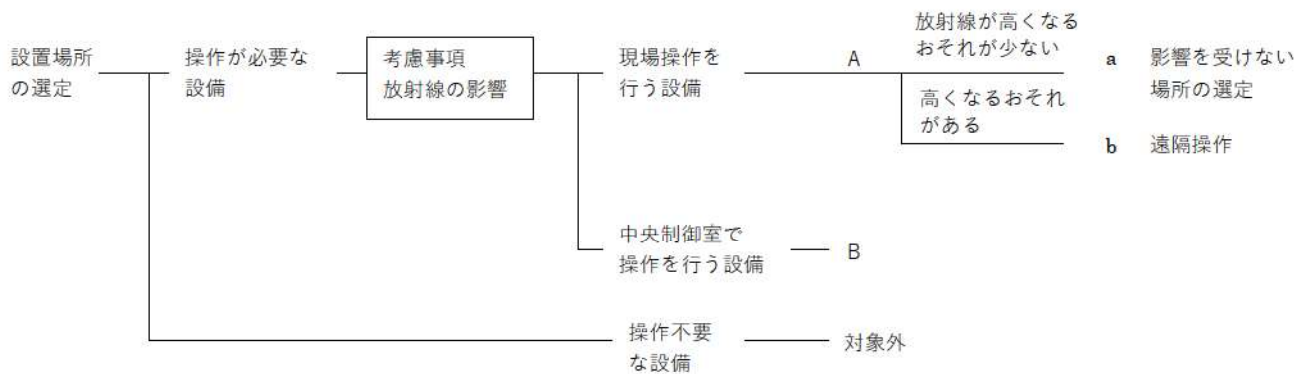 設置場所
の選定
操作が必要な
設備
考慮事項
放射線の影響
現場操作を
行う設備
A
放射線が高くなる
おそれが少ない
a 影響を受けない
場所の選定
高くなるおそれ
がある
b 遠隔操作
中央制御室で
操作を行う設備
B
操作不要
な設備
対象外